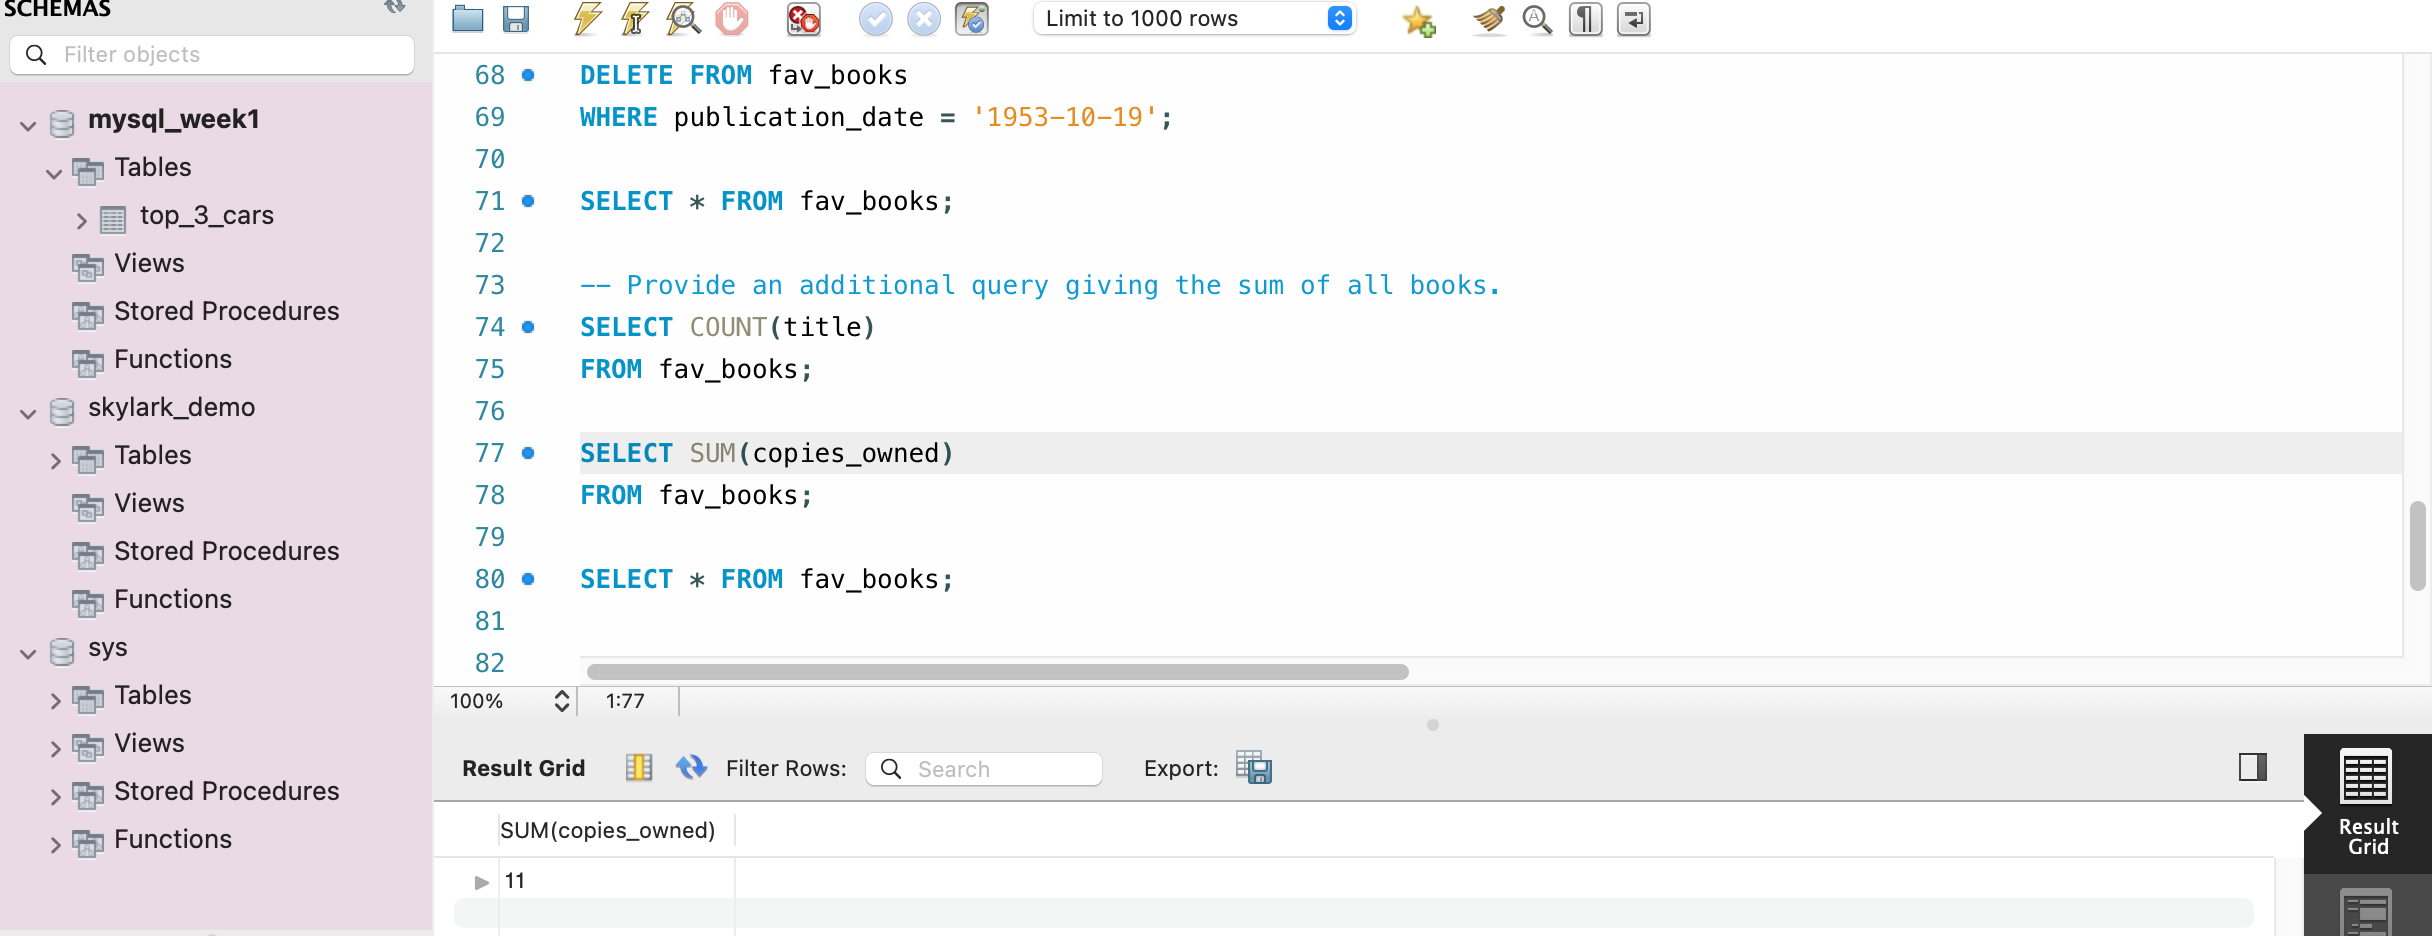 SCHEMAS
Filter objects
mysql_week1
Tables
top_3_cars
Views
Stored Procedures
Functions
skylark_demo
Tables
Views
Stored Procedures
Functions
sys
Tables
Views
Stored Procedures
Functions
Limit to 1000 rows
68 DELETE FROM fav_books
69 WHERE publication_date = '1953-10-19';
70
71 SELECT * FROM fav_books;
72
73 -- Provide an additional query giving the sum of all books.
74 SELECT COUNT(title)
75 FROM fav_books;
76
77 SELECT SUM(copies_owned)
78 FROM fav_books;
79
80 SELECT * FROM fav_books;
81
82
100% 1:77
Result Grid Filter Rows: Search Export:
SUM(copies_owned)
11
Result
Grid